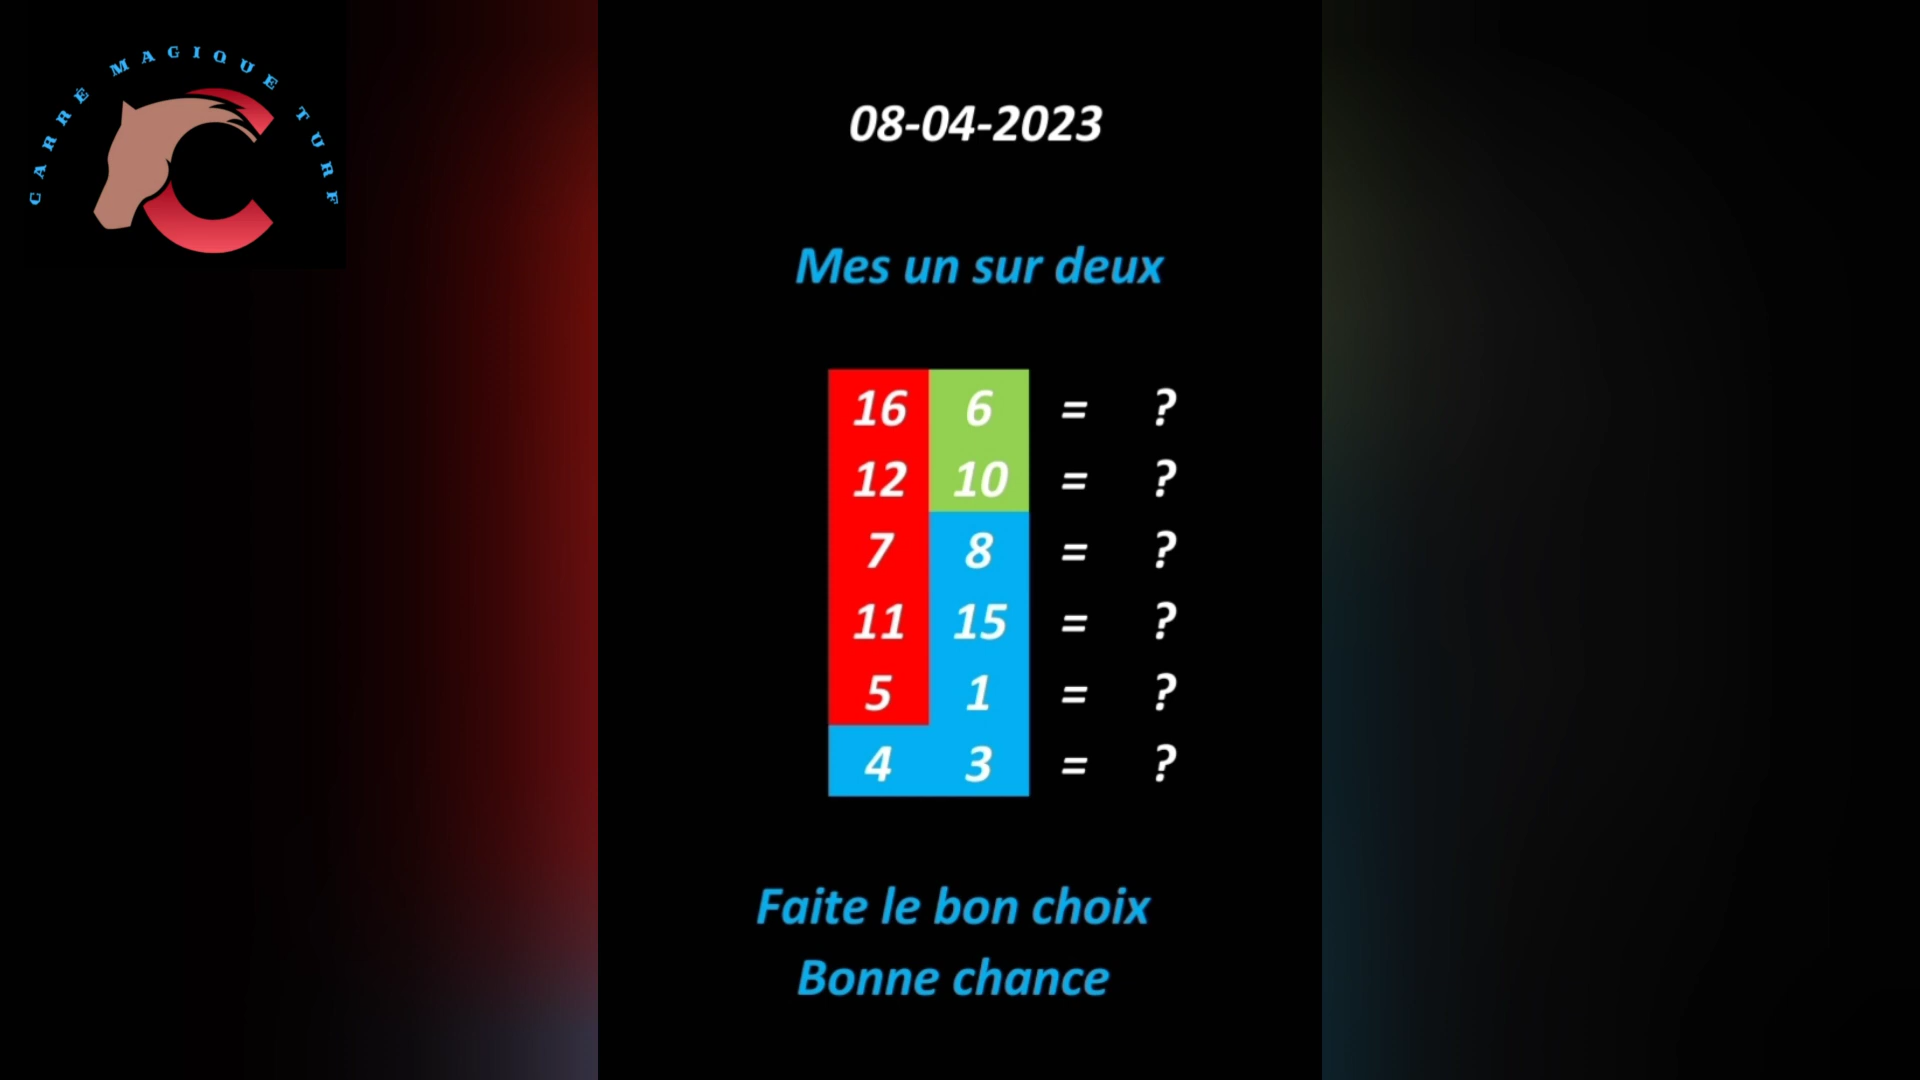 CARRÉ MAGIQUE TURF
08-04-2023
Mes un sur deux
16 6 = ?
12 10 = ?
7 8 = ?
11 15 = ?
5 1 = ?
4 3 = ?
Faite le bon choix
Bonne chance